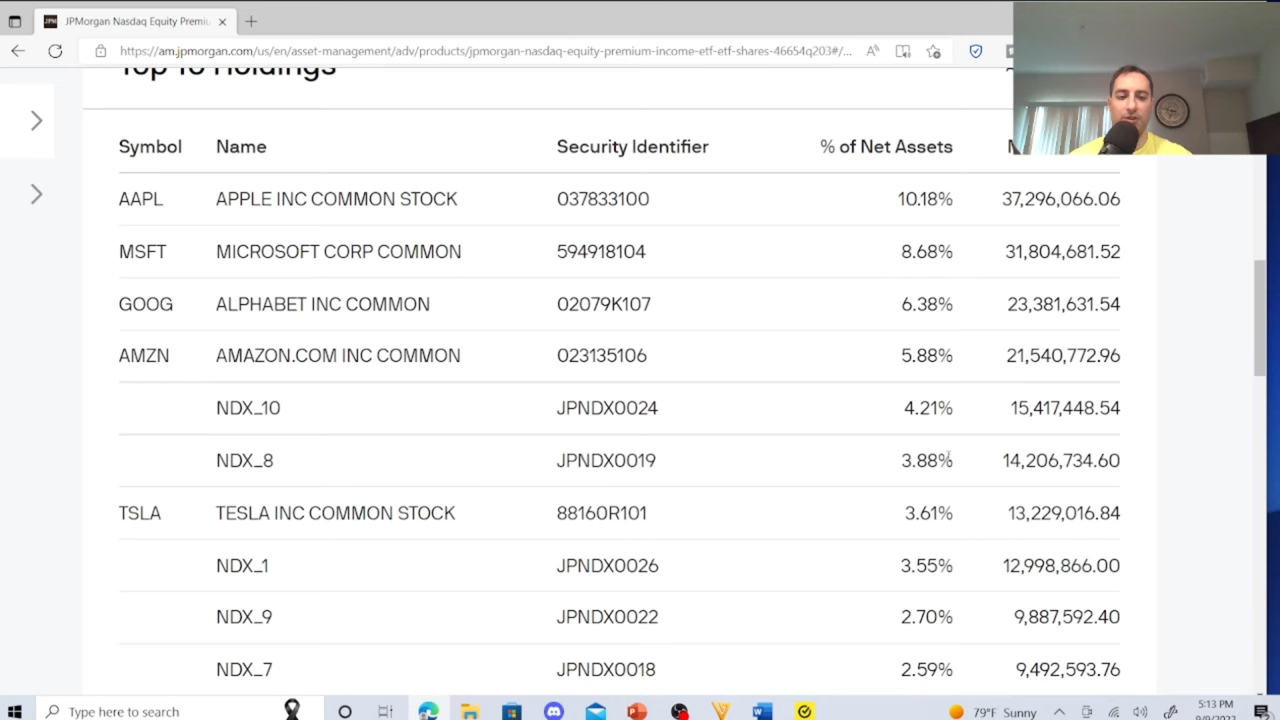 JPM JPMorgan Nasdaq Equity Premiu
https://am.jpmorgan.com/us/en/asset-management/adv/products/jpmorgan-nasdaq-equity-premium-income-etf-etf-shares-46654q203#/...
Top 10 Holdings
Symbol Name Security Identifier % of Net Assets
AAPL APPLE INC COMMON STOCK 037833100 10.18% 37,296,066.06
MSFT MICROSOFT CORP COMMON 594918104 8.68% 31,804,681.52
GOOG ALPHABET INC COMMON 02079K107 6.38% 23,381,631.54
AMZN AMAZON.COM INC COMMON 023135106 5.88% 21,540,772.96
NDX_10 JPNDX0024 4.21% 15,417,448.54
NDX_8 JPNDX0019 3.88% 14,206,734.60
TSLA TESLA INC COMMON STOCK 88160R101 3.61% 13,229,016.84
NDX_1 JPNDX0026 3.55% 12,998,866.00
NDX_9 JPNDX0022 2.70% 9,887,592.40
NDX_7 JPNDX0018 2.59% 9,492,593.76
Type here to search 79°F Sunny 5:13 PM